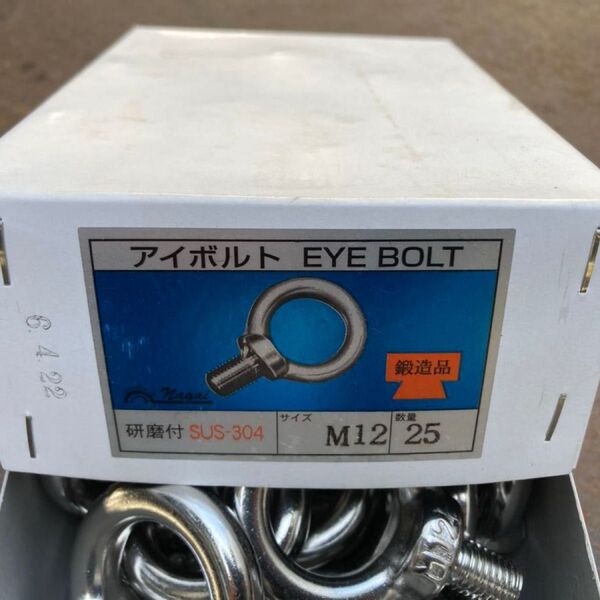 アイボルト EYE BOLT
鍛造品
Nagai
研磨付 SUS-304
サイズ
M12
数量
25
6.4.22